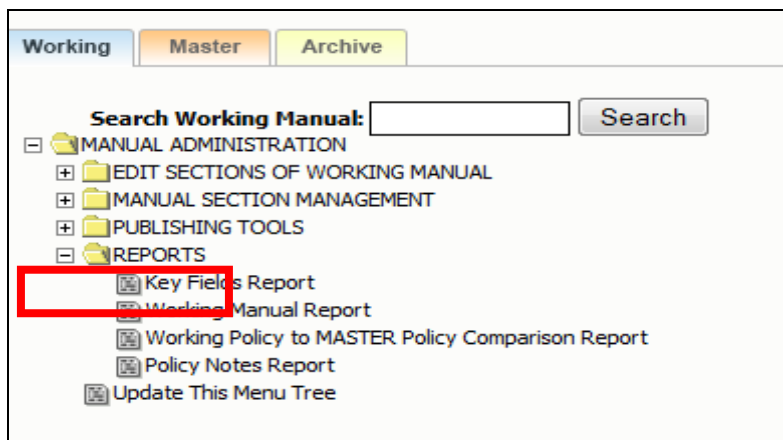 Working Master Archive
Search Working Manual: Search
MANUAL ADMINISTRATION
EDIT SECTIONS OF WORKING MANUAL
MANUAL SECTION MANAGEMENT
PUBLISHING TOOLS
REPORTS
Key Fields Report
Working Manual Report
Working Policy to MASTER Policy Comparison Report
Policy Notes Report
Update This Menu Tree